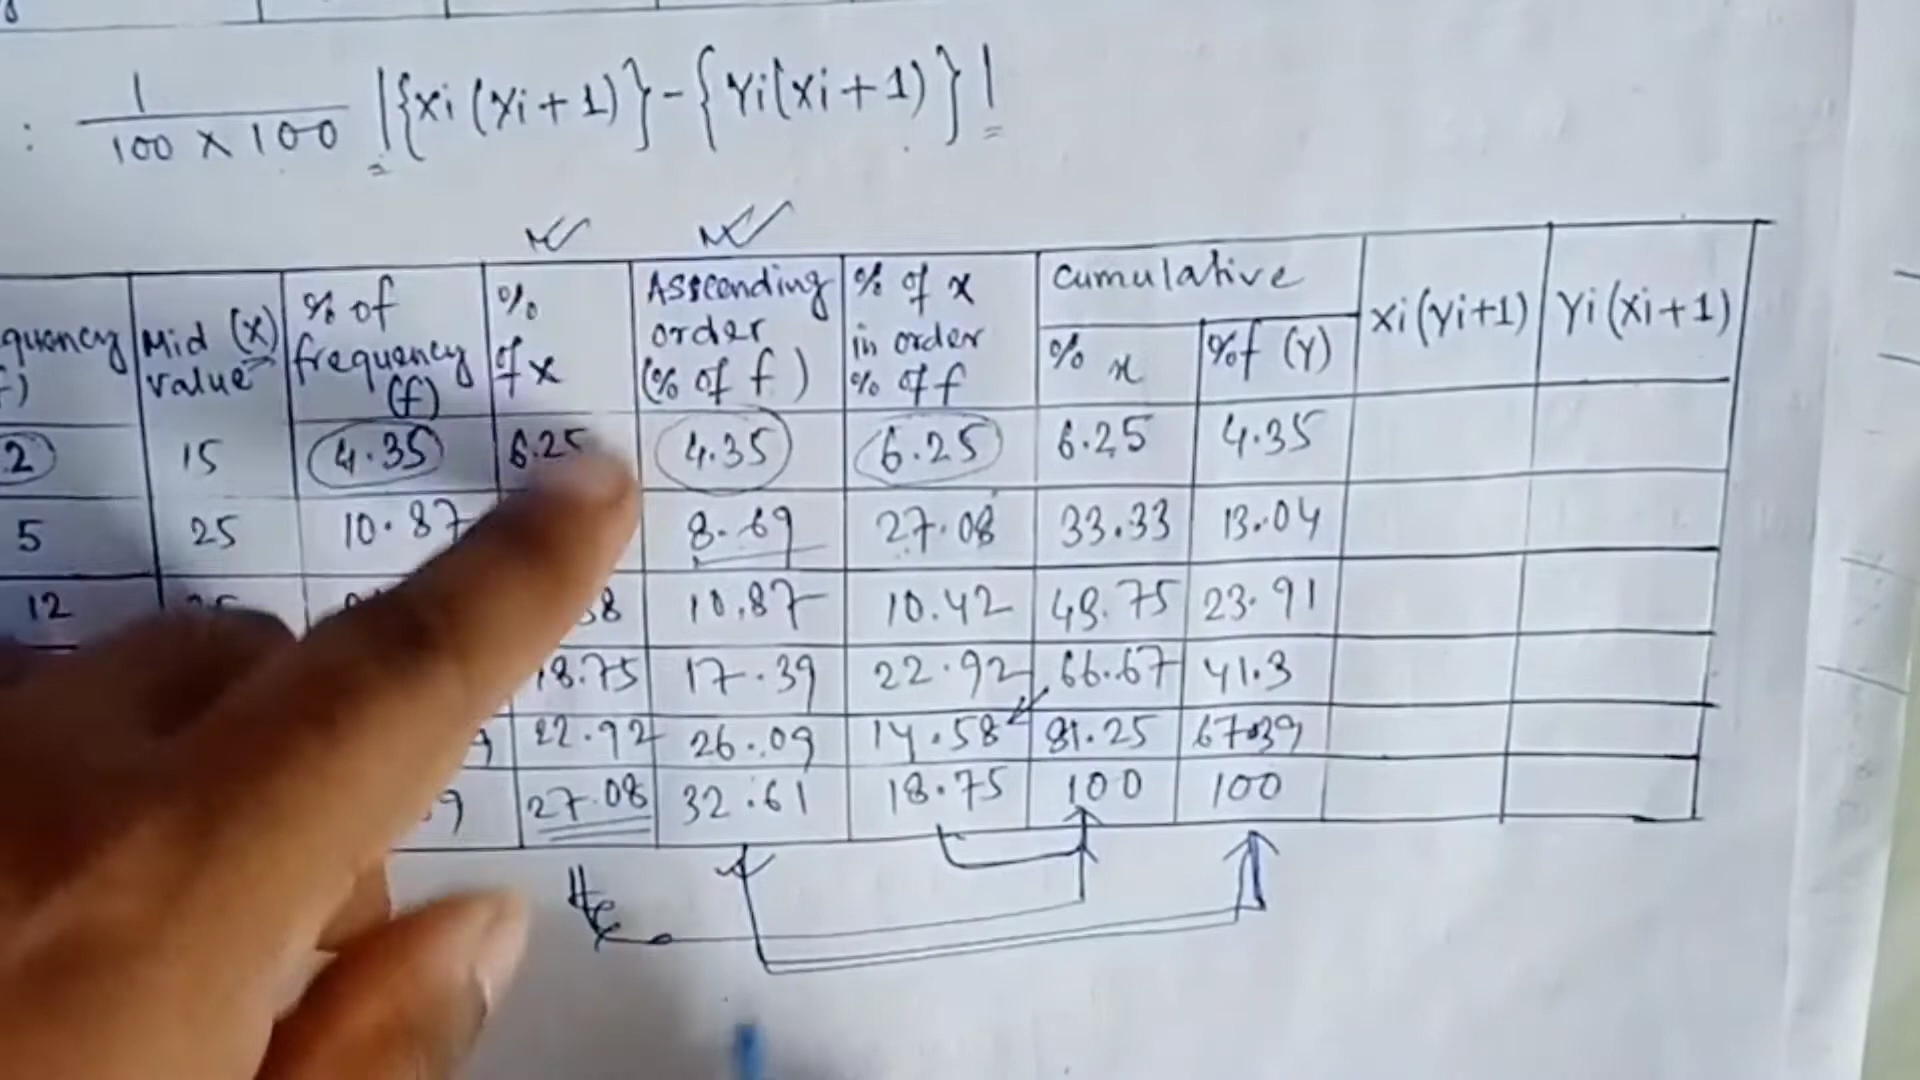 : 1 / 100 x 100 |{xi (Yi + 1)} - {Yi(xi + 1)}|
Mid (x) value
% of frequency (f)
% of x
Asscending order (% of f)
% of x in order % of f
Cumulative
% x
% f (Y)
xi (Yi+1)
Yi (xi + 1)
2 15 4.35 6.25 4.35 6.25 6.25 4.35
5 25 10.87 8.69 27.08 33.33 13.04
12 10.87 10.42 43.75 23.91
18.75 17.39 22.92 66.67 41.3
22.92 26.09 14.58 81.25 67.39
27.08 32.61 18.75 100 100